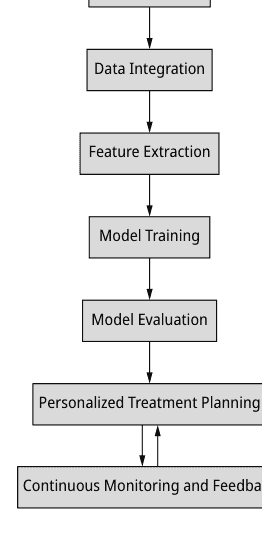 Data Integration
Feature Extraction
Model Training
Model Evaluation
Personalized Treatment Planning
Continuous Monitoring and Feedba